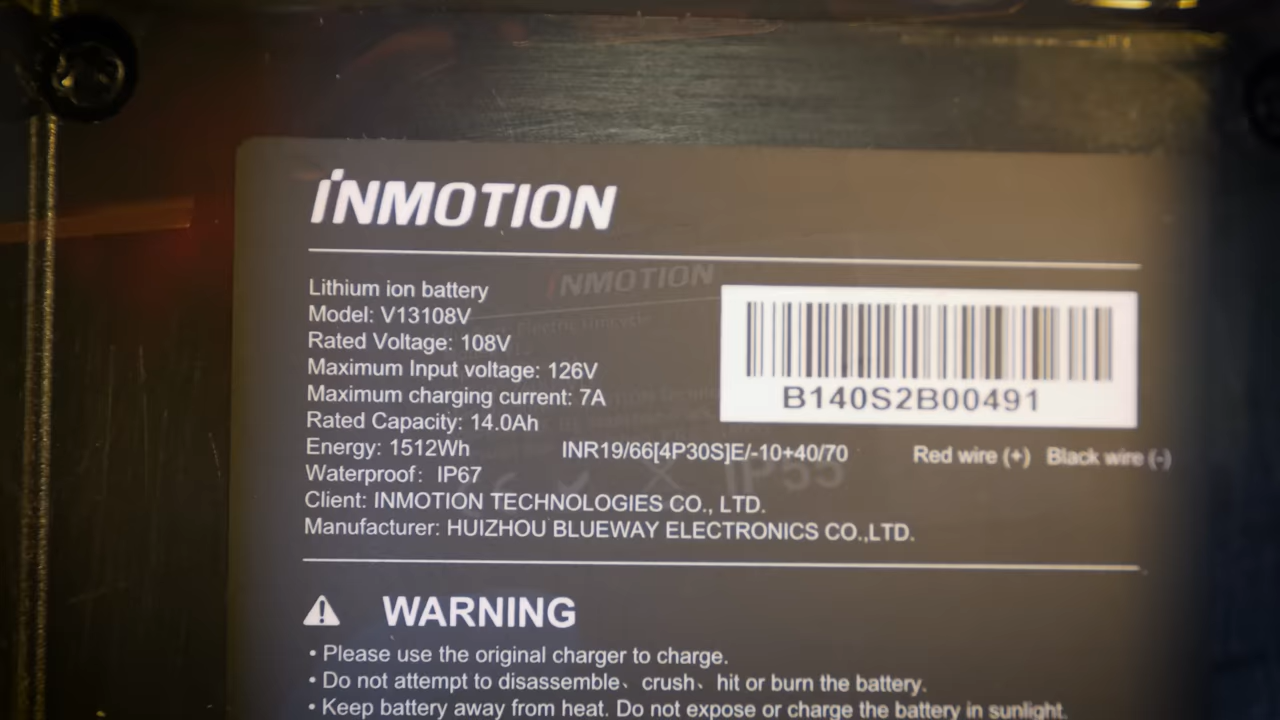 iNMOTION
Lithium ion battery
Model: V13108V
Rated Voltage: 108V
Maximum Input voltage: 126V
Maximum charging current: 7A
Rated Capacity: 14.0Ah
Energy: 1512Wh INR19/66[4P30S]E/-10+40/70 Red wire (+) Black wire (-)
Waterproof: IP67
Client: INMOTION TECHNOLOGIES CO., LTD.
Manufacturer: HUIZHOU BLUEWAY ELECTRONICS CO.,LTD.
B140S2B00491
iNMOTION
IP55
WARNING
• Please use the original charger to charge.
• Do not attempt to disassemble、crush、hit or burn the battery.
• Keep battery away from heat. Do not expose or charge the battery in sunlight.